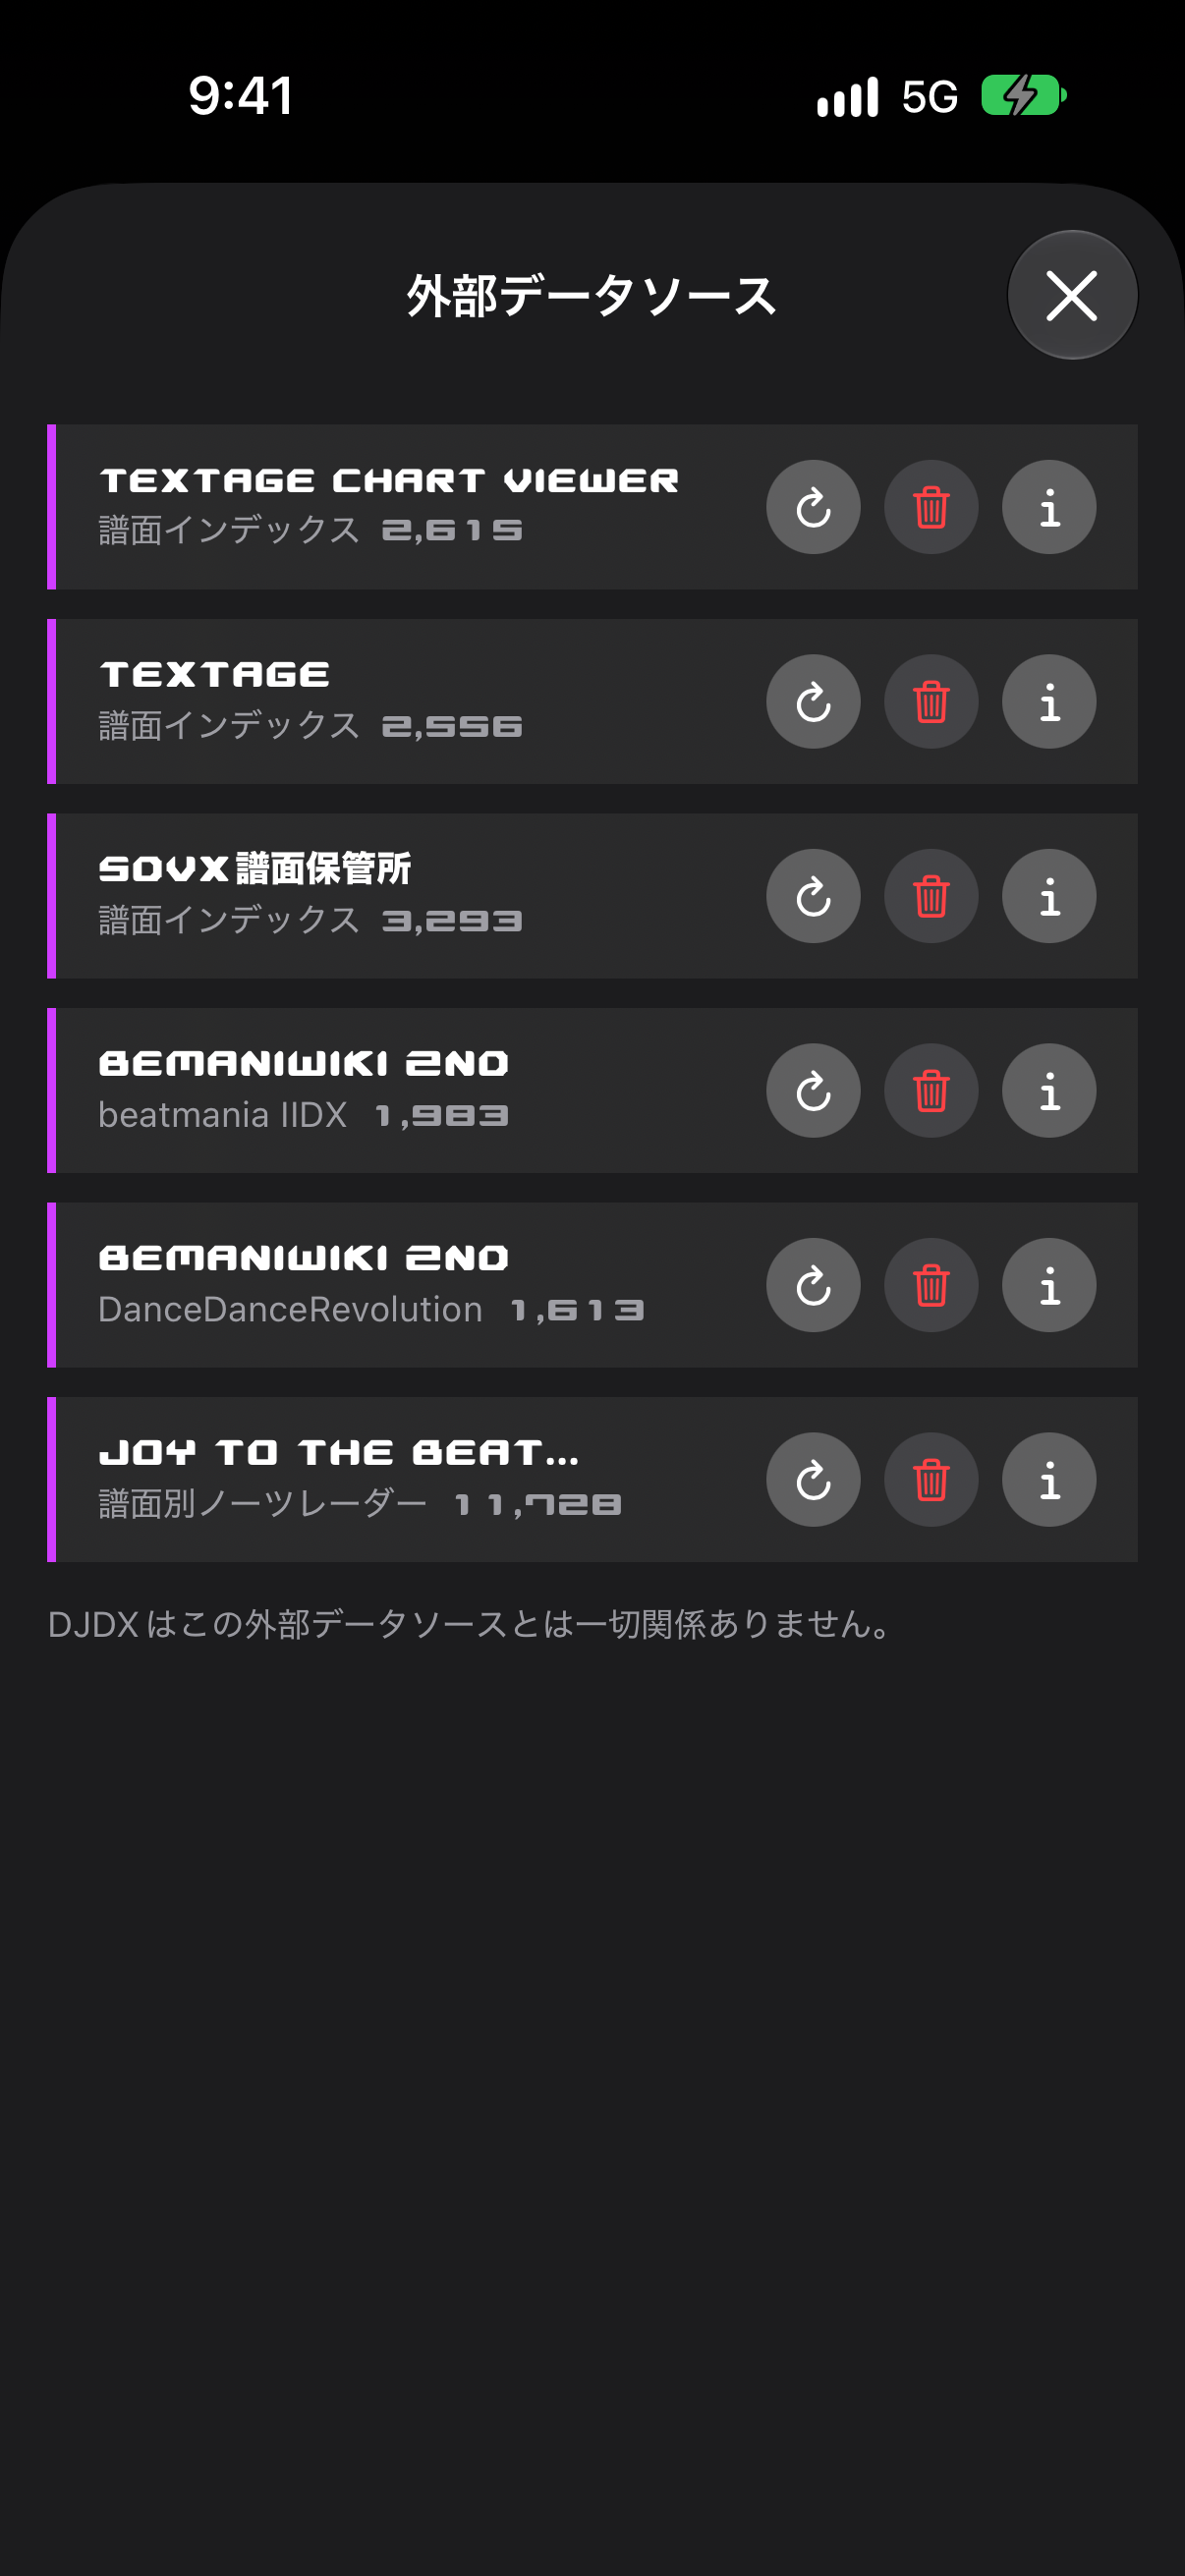 9:41
5G
外部データソース
TEXTAGE CHART VIEWER
譜面インデックス 2,615
TEXTAGE
譜面インデックス 2,556
SDVX譜面保管所
譜面インデックス 3,293
BEMANIWIKI 2ND
beatmania IIDX 1,983
BEMANIWIKI 2ND
DanceDanceRevolution 1,613
JOY TO THE BEAT...
譜面別ノーツレーダー 11,728
DJDXはこの外部データソースとは一切関係ありません。